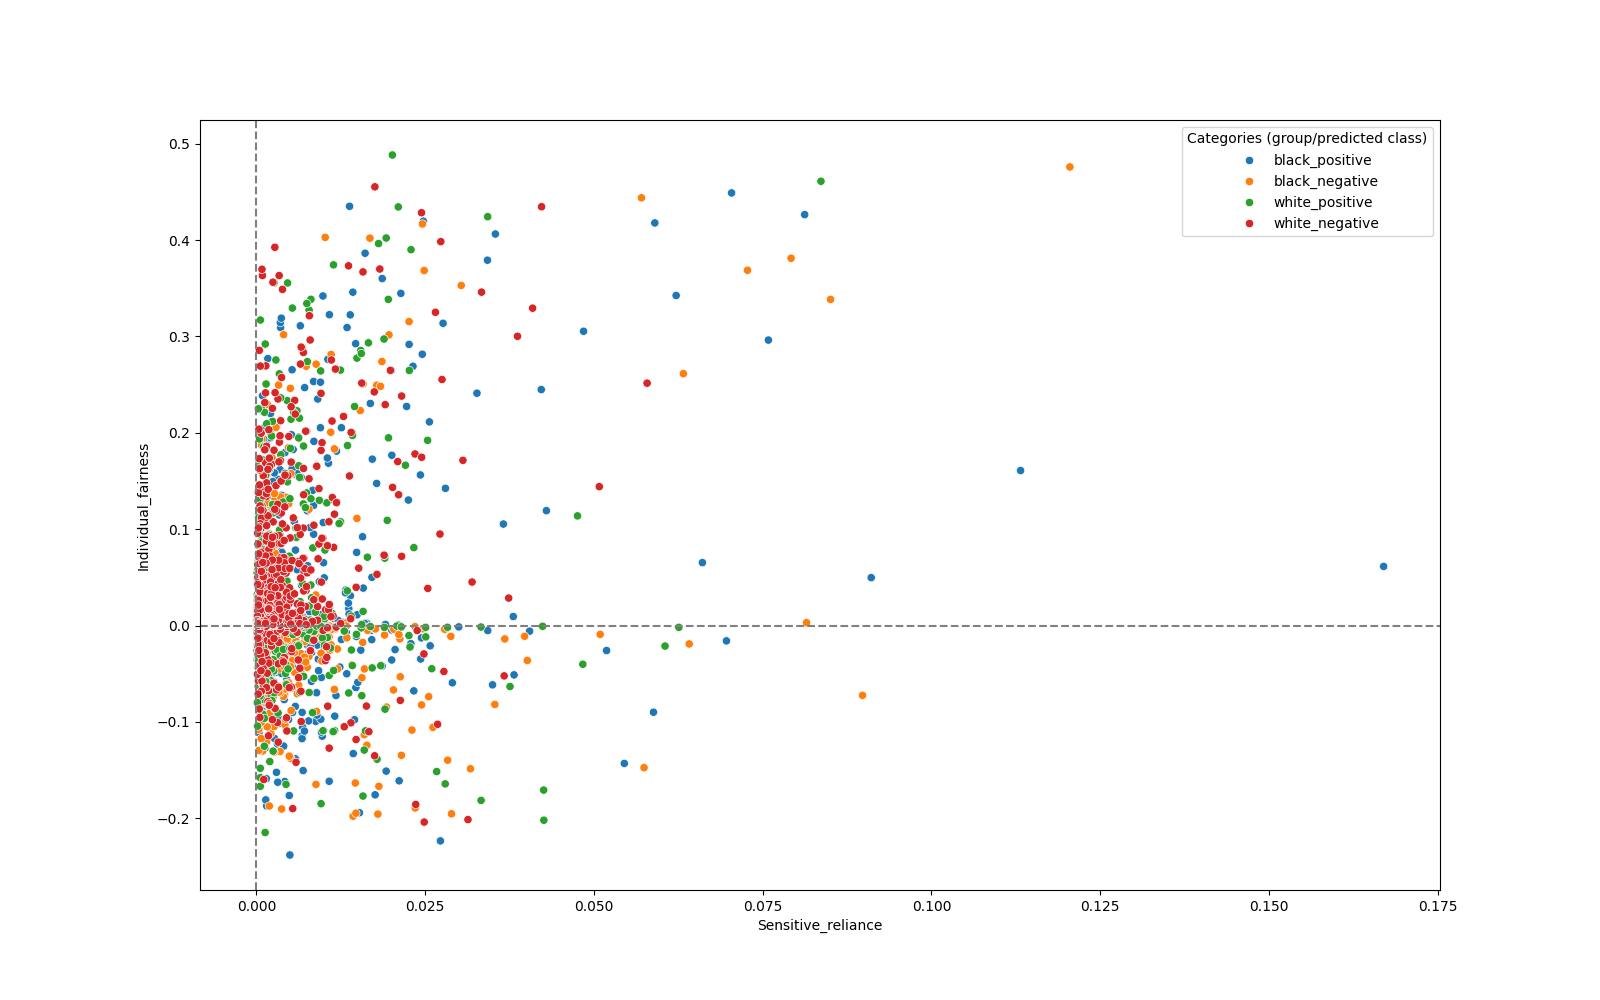 Categories (group/predicted class)
black_positive
black_negative
white_positive
white_negative
0.5
0.4
0.3
0.2
0.1
0.0
−0.1
−0.2
Individual_fairness
0.000 0.025 0.050 0.075 0.100 0.125 0.150 0.175
Sensitive_reliance